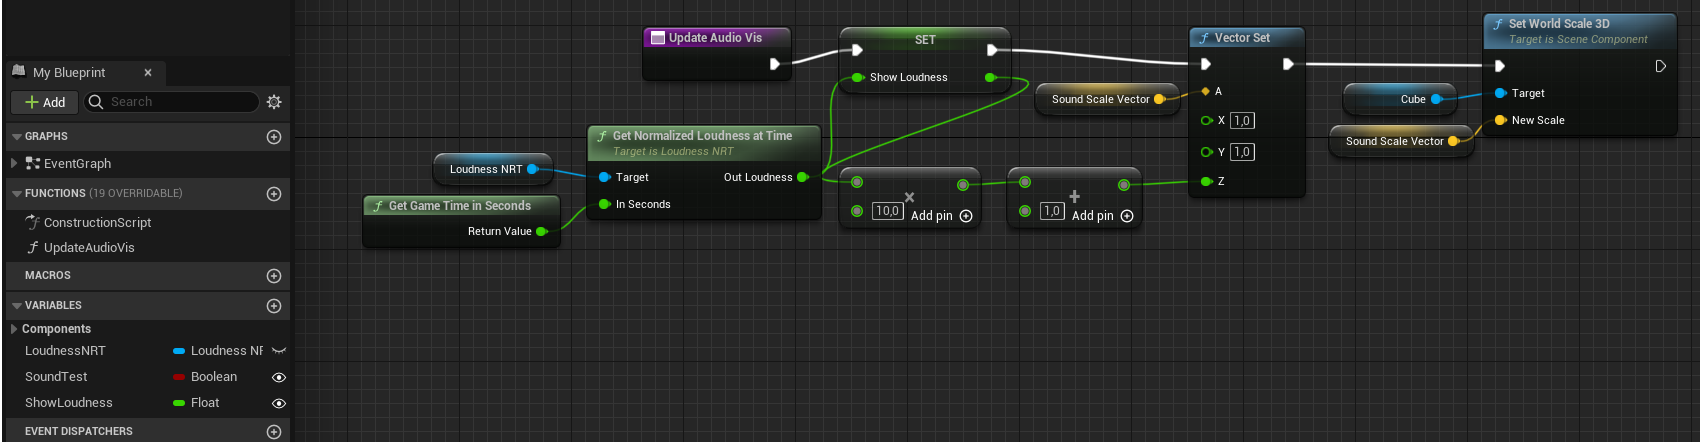 My Blueprint
Add
Search
GRAPHS
EventGraph
FUNCTIONS (19 OVERRIDABLE)
ConstructionScript
UpdateAudioVis
MACROS
VARIABLES
Components
LoudnessNRT Loudness NF
SoundTest Boolean
ShowLoudness Float
EVENT DISPATCHERS
Update Audio Vis
SET
Show Loudness
Get Normalized Loudness at Time
Target is Loudness NRT
Target Out Loudness
In Seconds
Loudness NRT
Get Game Time in Seconds
Return Value
10,0
Add pin
1,0
Add pin
Sound Scale Vector
Vector Set
A
X 1,0
Y 1,0
Z
Cube
Sound Scale Vector
Set World Scale 3D
Target is Scene Component
Target
New Scale